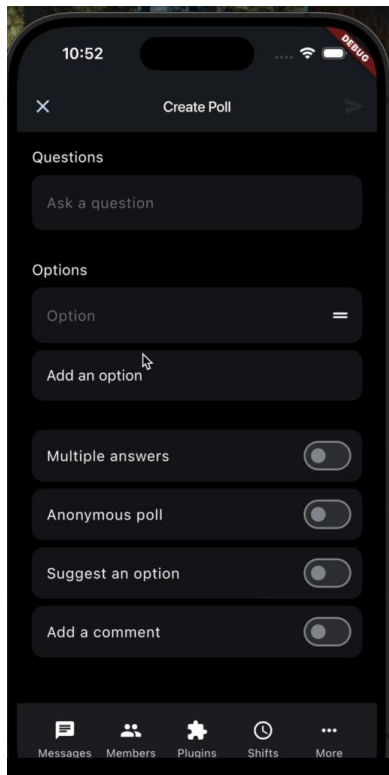 10:52
DEBUG
Create Poll
Questions
Ask a question
Options
Option
Add an option
Multiple answers
Anonymous poll
Suggest an option
Add a comment
Messages Members Plugins Shifts More